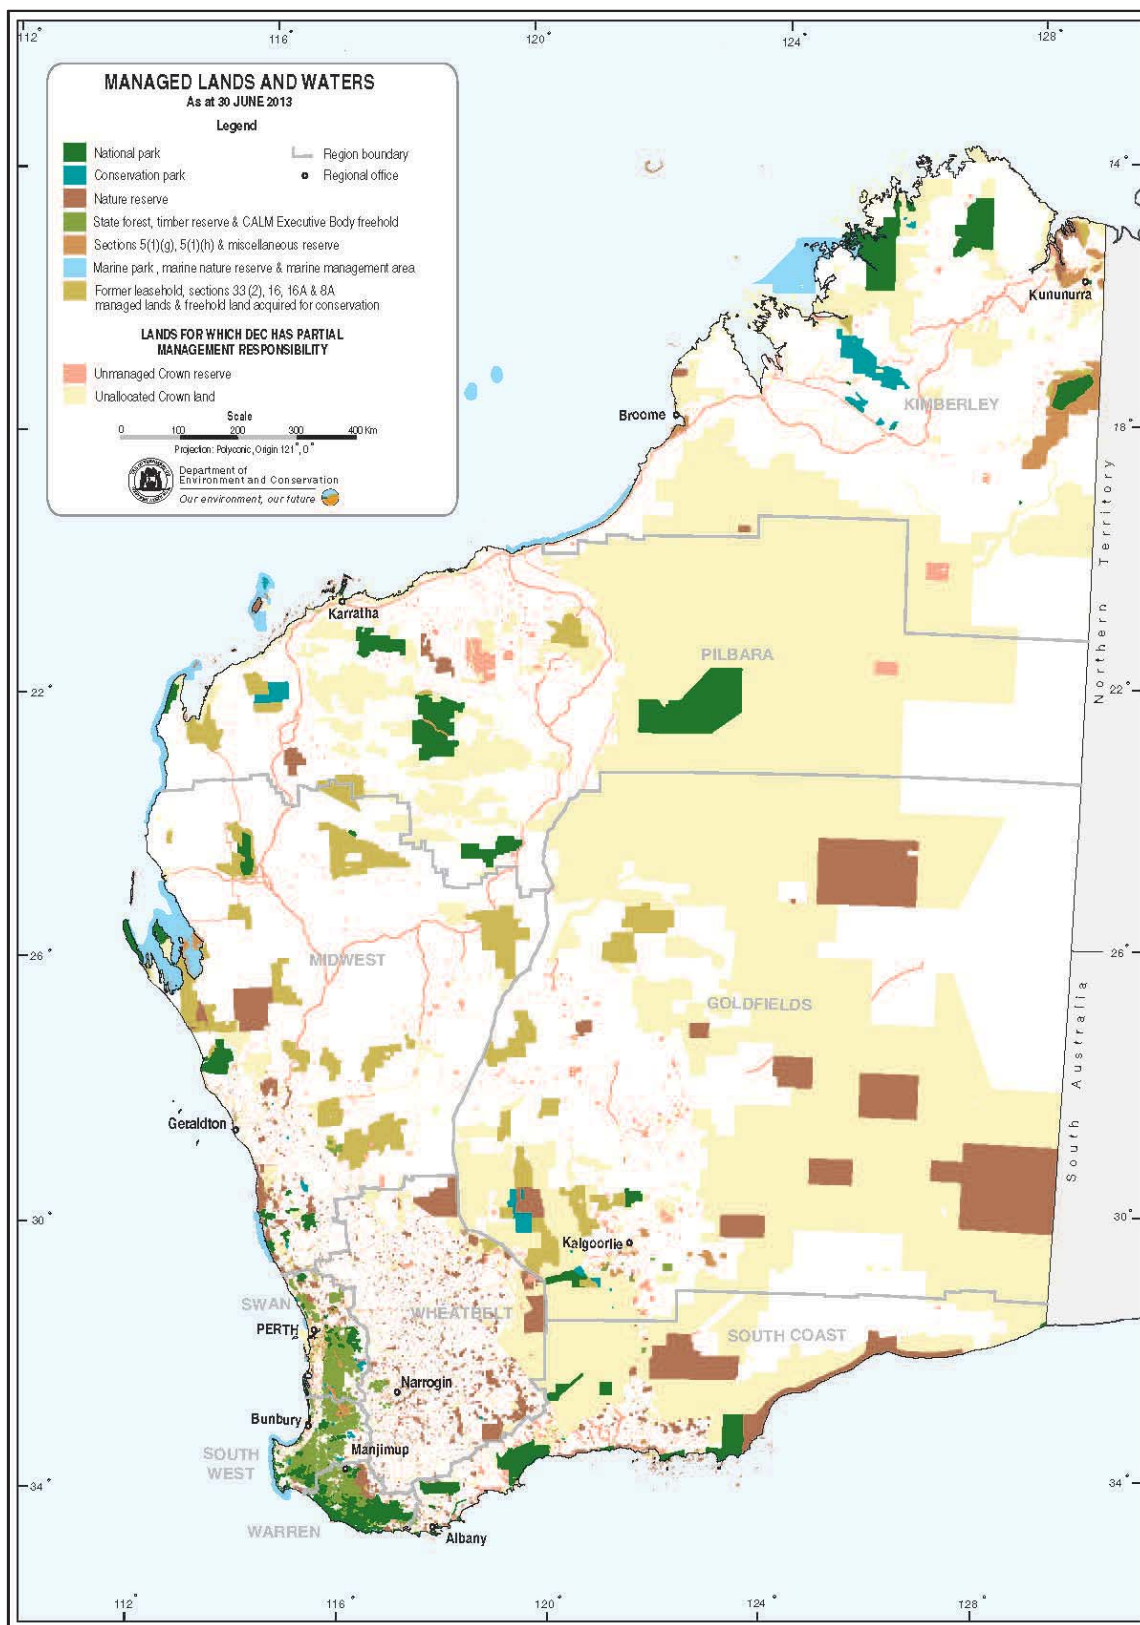 112°
116°
120°
124°
128°
MANAGED LANDS AND WATERS
As at 30 JUNE 2013
Legend
National park
Conservation park
Nature reserve
State forest, timber reserve & CALM Executive Body freehold
Sections 5(1)(g), 5(1)(h) & miscellaneous reserve
Marine park, marine nature reserve & marine management area
Former leasehold, sections 33 (2), 16, 16A & 8A
managed lands & freehold land acquired for conservation
Region boundary
Regional office
LANDS FOR WHICH DEC HAS PARTIAL
MANAGEMENT RESPONSIBILITY
Unmanaged Crown reserve
Unallocated Crown land
Scale
0 100 200 300 400 Km
Projection: Polyconic, Origin 121°, 0°
Department of
Environment and Conservation
Our environment, our future
14°
Kununurra
KIMBERLEY
Broome
18°
Northern Territory
Karratha
PILBARA
22°
22°
MIDWEST
26°
26°
GOLDFIELDS
South Australia
Geraldton
30°
30°
Kalgoorlie
SWAN
WHEATBELT
PERTH
SOUTH COAST
Narrogin
Bunbury
Manjimup
SOUTH
WEST
34°
34°
WARREN
Albany
112°
116°
120°
124°
128°